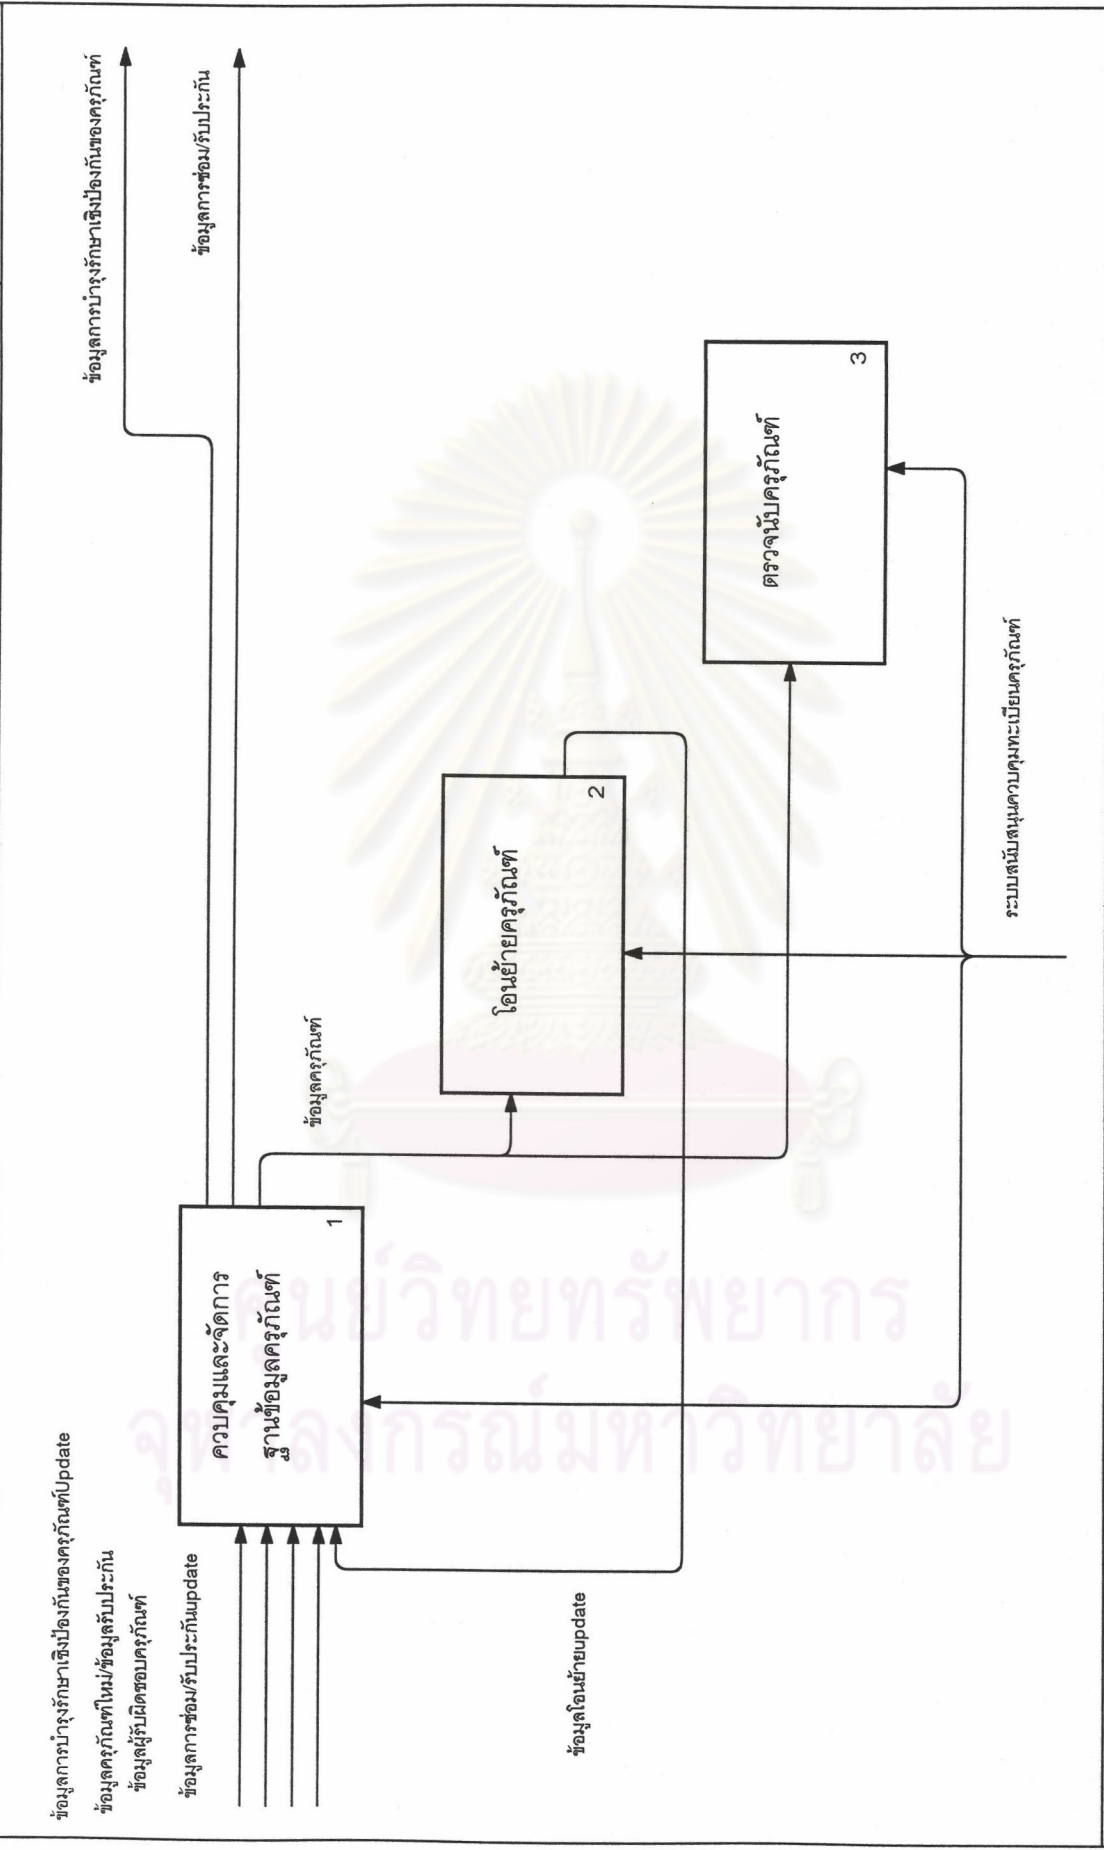 ข้อมูลการบำรุงรักษาเชิงป้องกันของครุภัณฑ์Update
ข้อมูลครุภัณฑ์ใหม่/ข้อมูลรับประกัน
ข้อมูลผู้รับผิดชอบครุภัณฑ์
ข้อมูลการซ่อม/รับประกันupdate
ควบคุมและจัดการ
ฐานข้อมูลครุภัณฑ์
1
ข้อมูลการบำรุงรักษาเชิงป้องกันของครุภัณฑ์
ข้อมูลการซ่อม/รับประกัน
ข้อมูลครุภัณฑ์
โอนย้ายครุภัณฑ์
2
ตรวจนับครุภัณฑ์
3
ข้อมูลโอนย้ายupdate
ระบบสนับสนุนควบคุมทะเบียนครุภัณฑ์
ศูนย์วิทยทรัพยากร
จุฬาลงกรณ์มหาวิทยาลัย